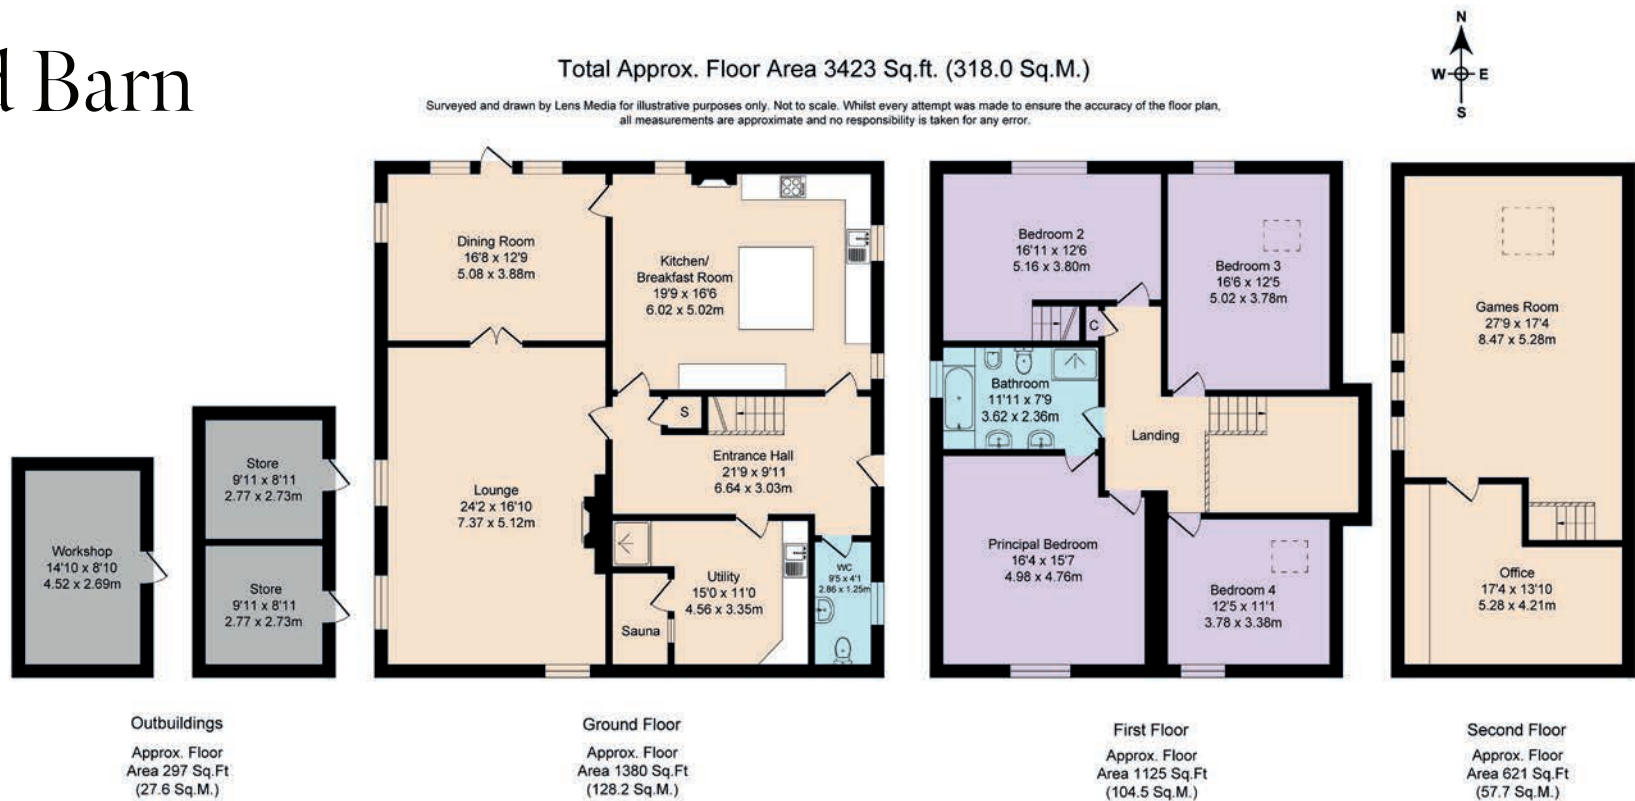 d Barn
Total Approx. Floor Area 3423 Sq.ft. (318.0 Sq.M.)
Surveyed and drawn by Lens Media for illustrative purposes only. Not to scale. Whilst every attempt was made to ensure the accuracy of the floor plan,
all measurements are approximate and no responsibility is taken for any error.
N
W E
S
Workshop
14'10 x 8'10
4.52 x 2.69m
Store
9'11 x 8'11
2.77 x 2.73m
Store
9'11 x 8'11
2.77 x 2.73m
Outbuildings
Approx. Floor
Area 297 Sq.Ft
(27.6 Sq.M.)
Dining Room
16'8 x 12'9
5.08 x 3.88m
Kitchen/
Breakfast Room
19'9 x 16'6
6.02 x 5.02m
S
Entrance Hall
21'9 x 9'11
6.64 x 3.03m
Lounge
24'2 x 16'10
7.37 x 5.12m
Utility
15'0 x 11'0
4.56 x 3.35m
Sauna
WC
9'5 x 4'1
2.86 x 1.25m
Ground Floor
Approx. Floor
Area 1380 Sq.Ft
(128.2 Sq.M.)
Bedroom 2
16'11 x 12'6
5.16 x 3.80m
Bedroom 3
16'6 x 12'5
5.02 x 3.78m
C
Bathroom
11'11 x 7'9
3.62 x 2.36m
Landing
Principal Bedroom
16'4 x 15'7
4.98 x 4.76m
Bedroom 4
12'5 x 11'1
3.78 x 3.38m
First Floor
Approx. Floor
Area 1125 Sq.Ft
(104.5 Sq.M.)
Games Room
27'9 x 17'4
8.47 x 5.28m
Office
17'4 x 13'10
5.28 x 4.21m
Second Floor
Approx. Floor
Area 621 Sq.Ft
(57.7 Sq.M.)